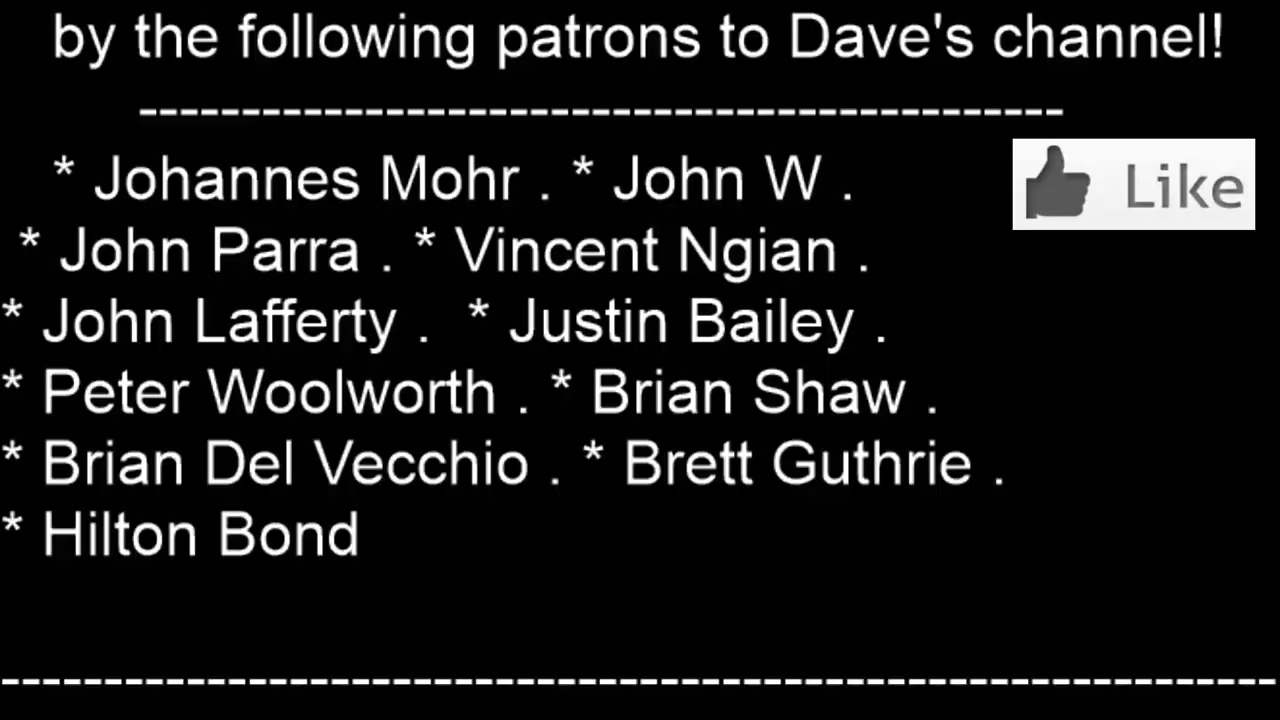 by the following patrons to Dave's channel!
---------------------------------------------
* Johannes Mohr . * John W .
Like
* John Parra . * Vincent Ngian .
* John Lafferty . * Justin Bailey .
* Peter Woolworth . * Brian Shaw .
* Brian Del Vecchio . * Brett Guthrie .
* Hilton Bond
--------------------------------------------------------------